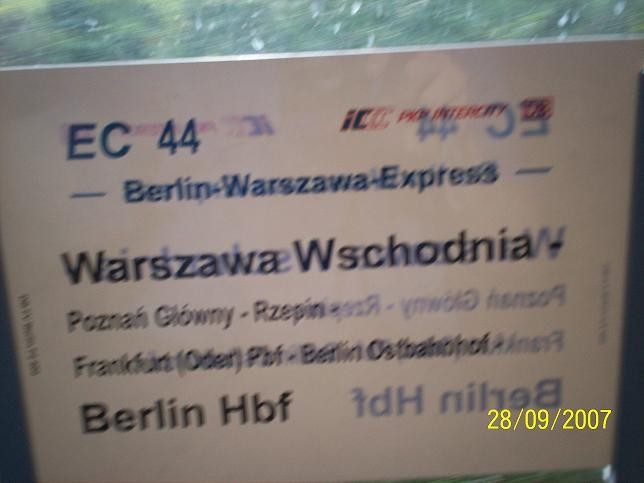 EC 44
iC PKP INTERCITY DB
— Berlin-Warszawa-Express —
Warszawa Wschodnia -
Poznań Główny - Rzepin -
Frankfurt (Oder) Pbf - Berlin Ostbahnhof -
Berlin Hbf
28/09/2007